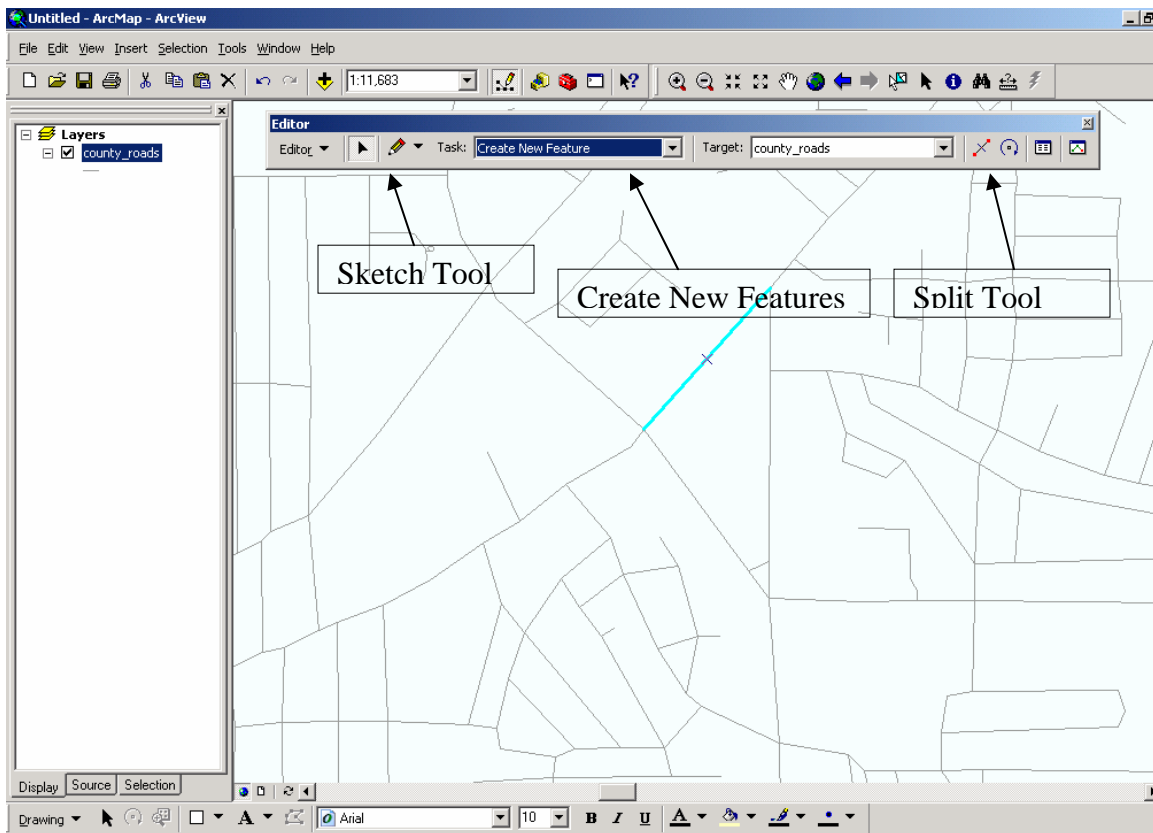 Untitled - ArcMap - ArcView
File Edit View Insert Selection Tools Window Help
1:11,683
Layers
county_roads
Editor
Editor Task: Create New Feature Target: county_roads
Sketch Tool
Create New Features
Split Tool
Display Source Selection
Drawing A Arial 10 B I U A